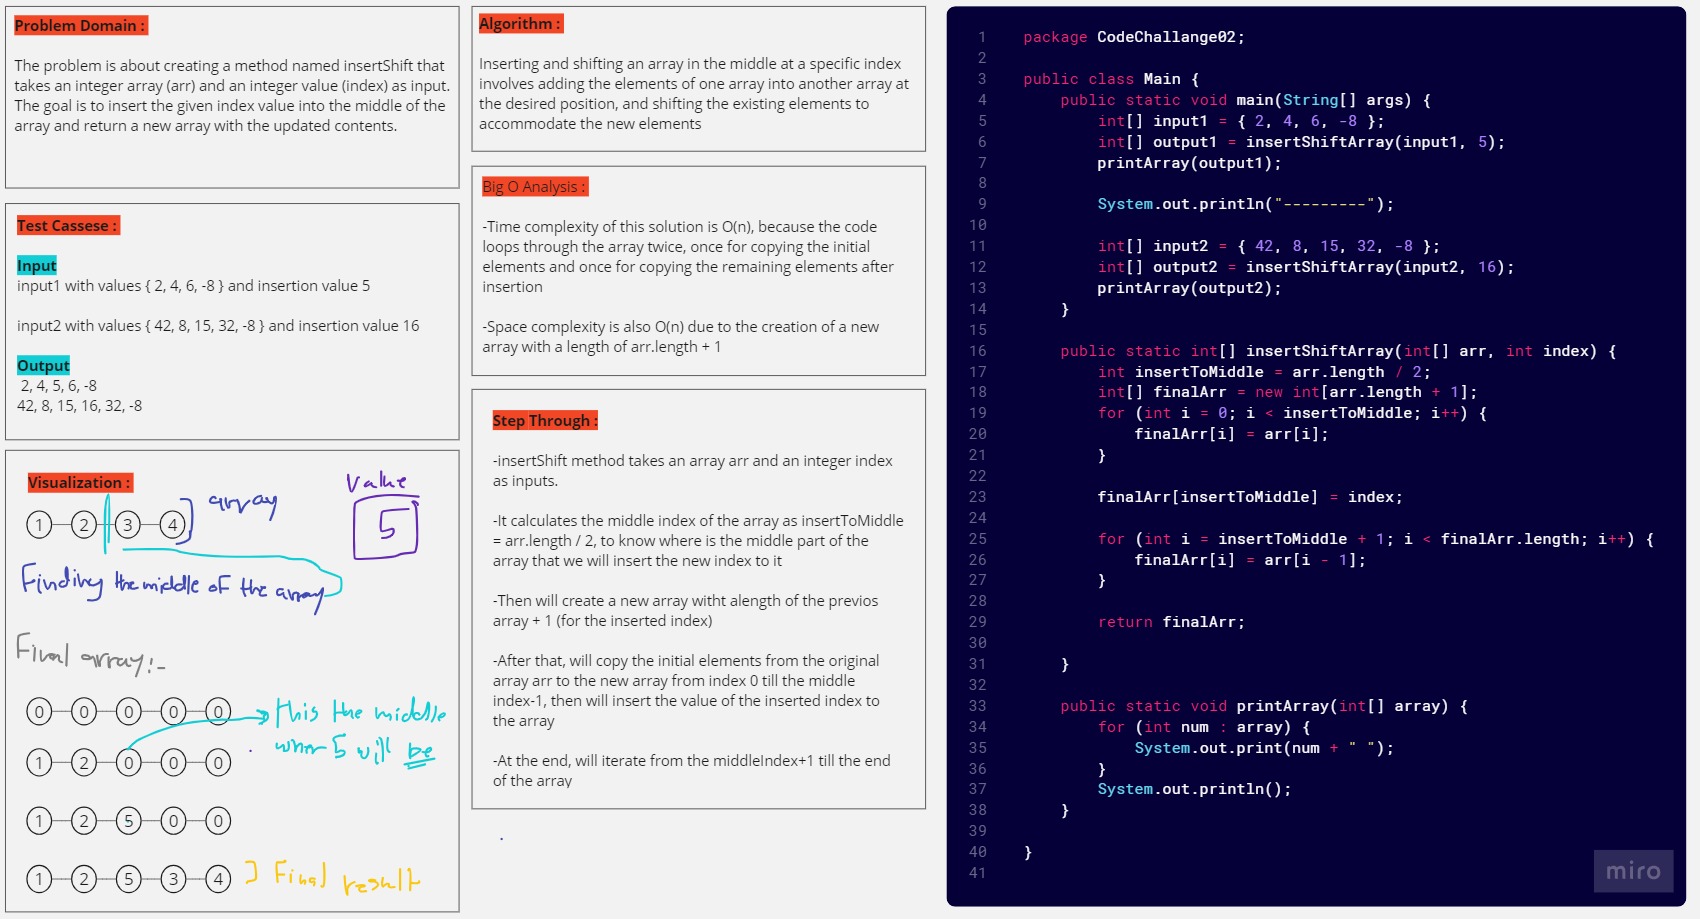 Problem Domain :
The problem is about creating a method named insertShift that
takes an integer array (arr) and an integer value (index) as input.
The goal is to insert the given index value into the middle of the
array and return a new array with the updated contents.
Test Cassese :
Input
input1 with values { 2, 4, 6, -8 } and insertion value 5
input2 with values { 42, 8, 15, 32, -8 } and insertion value 16
Output
2, 4, 5, 6, -8
42, 8, 15, 16, 32, -8
Visualization :
1 2 3 4
array
Value
5
Finding the middle of the array
Final array:-
0 0 0 0 0
this the middle
wher 5 will be
1 2 0 0 0
1 2 5 0 0
1 2 5 3 4
Final result
Algorithm :
Inserting and shifting an array in the middle at a specific index
involves adding the elements of one array into another array at
the desired position, and shifting the existing elements to
accommodate the new elements
Big O Analysis :
-Time complexity of this solution is O(n), because the code
loops through the array twice, once for copying the initial
elements and once for copying the remaining elements after
insertion
-Space complexity is also O(n) due to the creation of a new
array with a length of arr.length + 1
Step Through :
-insertShift method takes an array arr and an integer index
as inputs.
-It calculates the middle index of the array as insertToMiddle
= arr.length / 2, to know where is the middle part of the
array that we will insert the new index to it
-Then will create a new array witht alength of the previos
array + 1 (for the inserted index)
-After that, will copy the initial elements from the original
array arr to the new array from index 0 till the middle
index-1, then will insert the value of the inserted index to
the array
-At the end, will iterate from the middleIndex+1 till the end
of the array
1 package CodeChallange02;
2
3 public class Main {
4 public static void main(String[] args) {
5 int[] input1 = { 2, 4, 6, -8 };
6 int[] output1 = insertShiftArray(input1, 5);
7 printArray(output1);
8
9 System.out.println("---------");
10
11 int[] input2 = { 42, 8, 15, 32, -8 };
12 int[] output2 = insertShiftArray(input2, 16);
13 printArray(output2);
14 }
15
16 public static int[] insertShiftArray(int[] arr, int index) {
17 int insertToMiddle = arr.length / 2;
18 int[] finalArr = new int[arr.length + 1];
19 for (int i = 0; i < insertToMiddle; i++) {
20 finalArr[i] = arr[i];
21 }
22
23 finalArr[insertToMiddle] = index;
24
25 for (int i = insertToMiddle + 1; i < finalArr.length; i++) {
26 finalArr[i] = arr[i - 1];
27 }
28
29 return finalArr;
30
31 }
32
33 public static void printArray(int[] array) {
34 for (int num : array) {
35 System.out.print(num + " ");
36 }
37 System.out.println();
38 }
39
40 }
41
miro